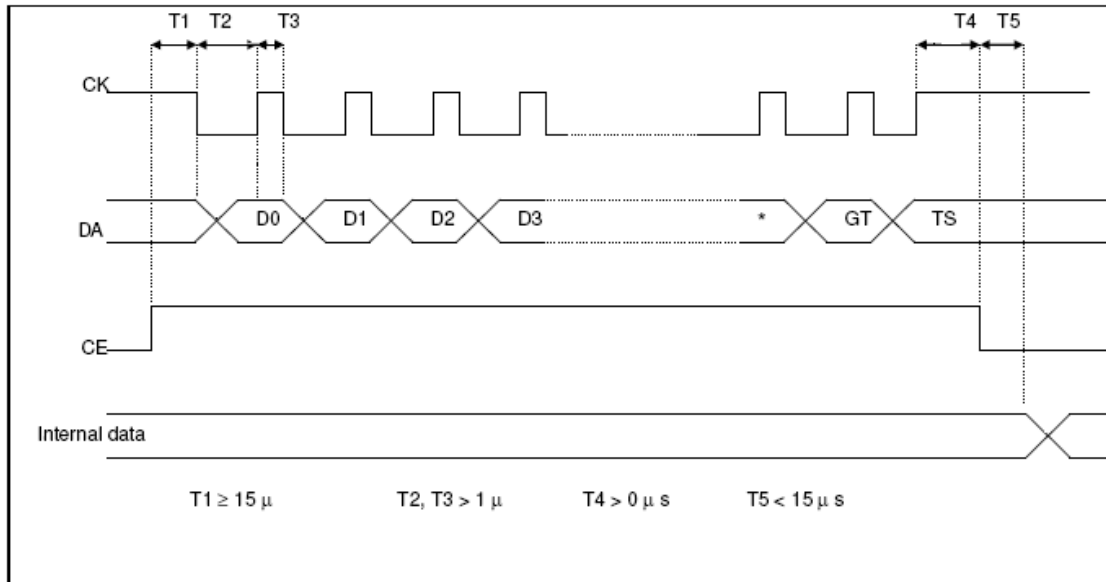 T1 T2 T3 T4 T5
CK
DA D0 D1 D2 D3 * GT TS
CE
Internal data
T1 ≥ 15 μ T2, T3 > 1 μ T4 > 0 μ s T5 < 15 μ s